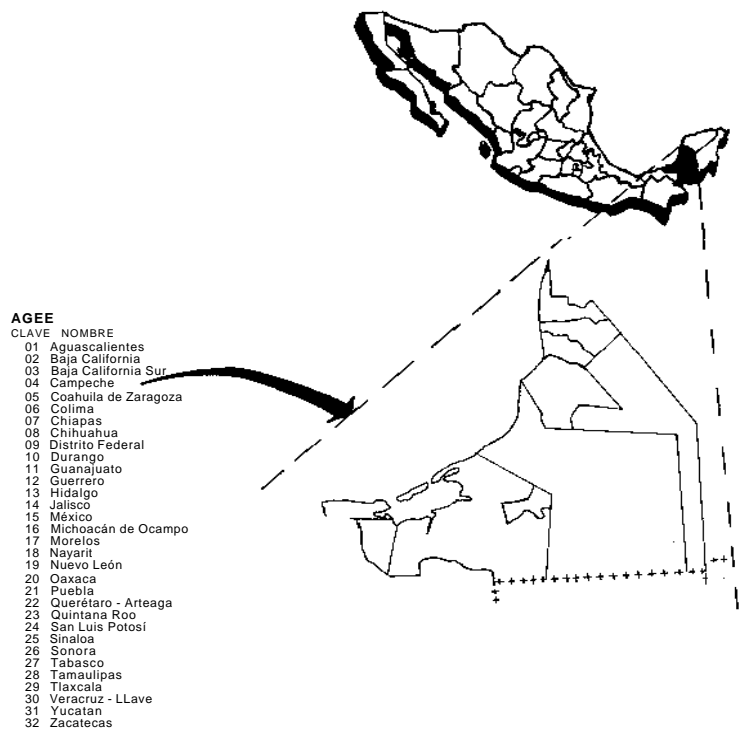 AGEE
CLAVE NOMBRE
01 Aguascalientes
02 Baja California
03 Baja California Sur
04 Campeche
05 Coahuila de Zaragoza
06 Colima
07 Chiapas
08 Chihuahua
09 Distrito Federal
10 Durango
11 Guanajuato
12 Guerrero
13 Hidalgo
14 Jalisco
15 México
16 Michoacán de Ocampo
17 Morelos
18 Nayarit
19 Nuevo León
20 Oaxaca
21 Puebla
22 Querétaro - Arteaga
23 Quintana Roo
24 San Luis Potosí
25 Sinaloa
26 Sonora
27 Tabasco
28 Tamaulipas
29 Tlaxcala
30 Veracruz - LLave
31 Yucatan
32 Zacatecas